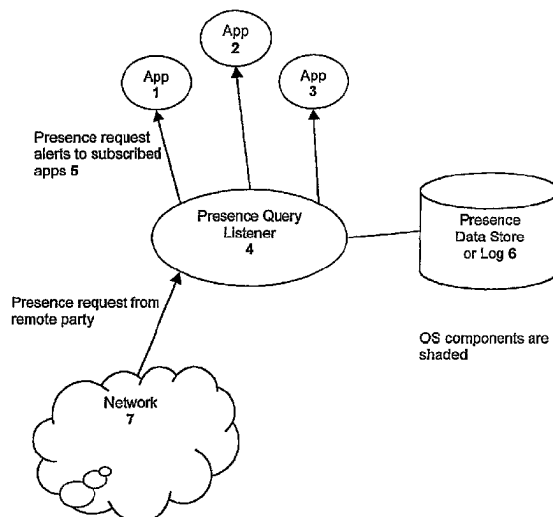 App
2
App
1
App
3
Presence request
alerts to subscribed
apps 5
Presence Query
Listener
4
Presence
Data Store
or Log 6
Presence request from
remote party
OS components are
shaded
Network
7